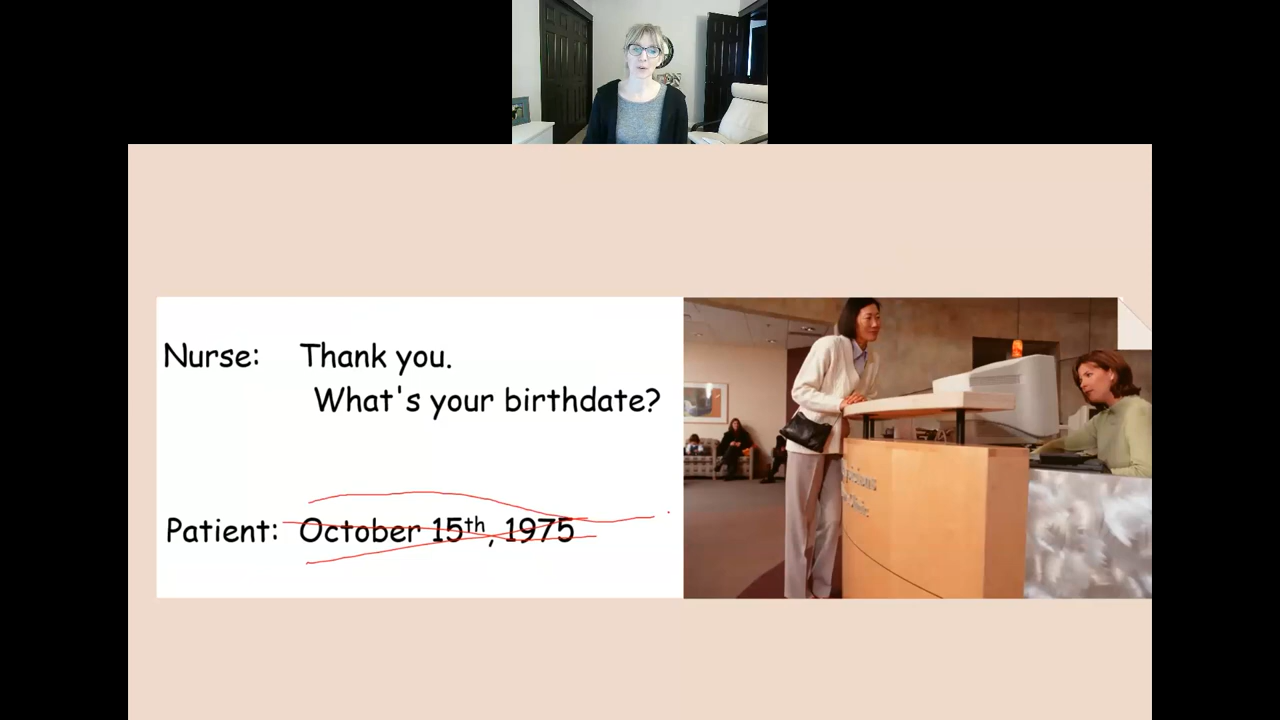 Nurse: Thank you.
What's your birthdate?
Patient: October 15th, 1975